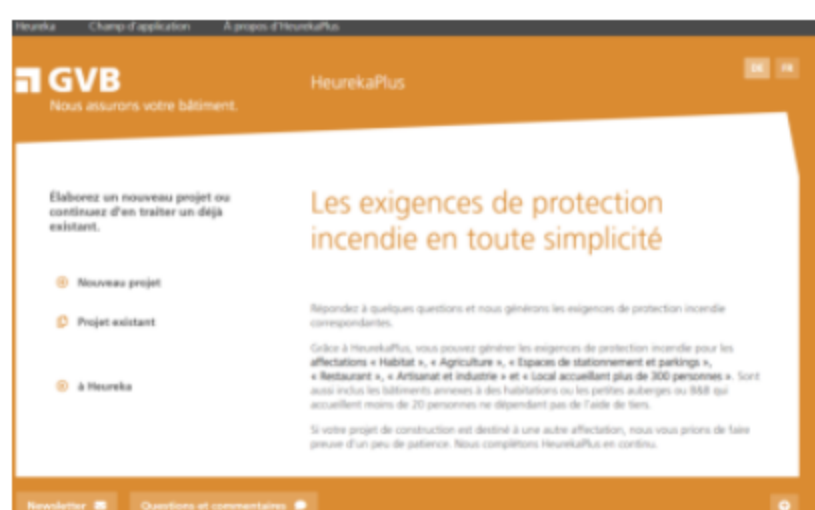 Heureka Champ d'application À propos d'HeurekaPlus
GVB
Nous assurons votre bâtiment.
HeurekaPlus
DE FR
Élaborez un nouveau projet ou
continuez d'en traiter un déjà
existant.
Nouveau projet
Projet existant
à Heureka
Les exigences de protection
incendie en toute simplicité
Répondez à quelques questions et nous générons les exigences de protection incendie
correspondantes.
Grâce à HeurekaPlus, vous pouvez générer les exigences de protection incendie pour les
affectations « Habitat », « Agriculture », « Espaces de stationnement et parkings »,
« Restaurant », « Artisanat et industrie » et « Local accueillant plus de 300 personnes ». Sont
aussi inclus les bâtiments annexes à des habitations ou les petites auberges ou B&B qui
accueillent moins de 20 personnes ne dépendant pas de l'aide de tiers.
Si votre projet de construction est destiné à une autre affectation, nous vous prions de faire
preuve d'un peu de patience. Nous complétons HeurekaPlus en continu.
Newsletter Questions et commentaires